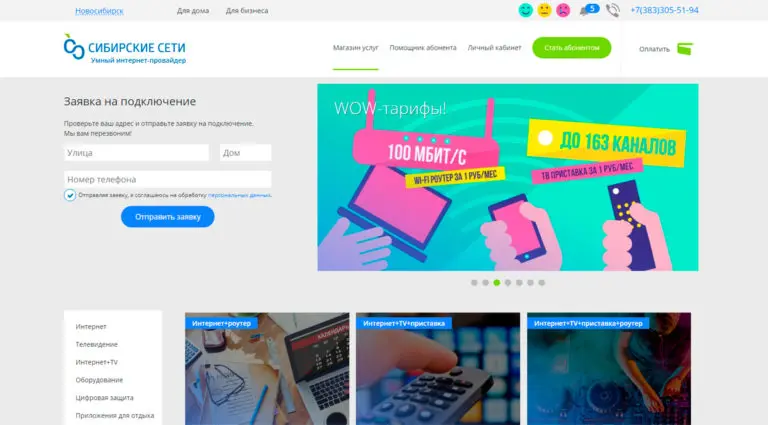 Новосибирск
Для дома
Для бизнеса
5
+7(383)305-51-94
СИБИРСКИЕ СЕТИ
Умный интернет-провайдер
Магазин услуг
Помощник абонента
Личный кабинет
Стать абонентом
Оплатить
Заявка на подключение
Проверьте ваш адрес и отправьте заявку на подключение.
Мы вам перезвоним!
Улица
Дом
Номер телефона
Отправляя заявку, я соглашаюсь на обработку персональных данных.
Отправить заявку
WOW-тарифы!
100 МБИТ/С
WI-FI РОУТЕР ЗА 1 РУБ/МЕС
ДО 163 КАНАЛОВ
ТВ ПРИСТАВКА ЗА 1 РУБ/МЕС
Интернет
Телевидение
Интернет+TV
Оборудование
Цифровая защита
Приложения для отдыха
Интернет+роутер
КАЛЕНДАРЬ
Интернет+TV+приставка
Интернет+TV+приставка+роутер